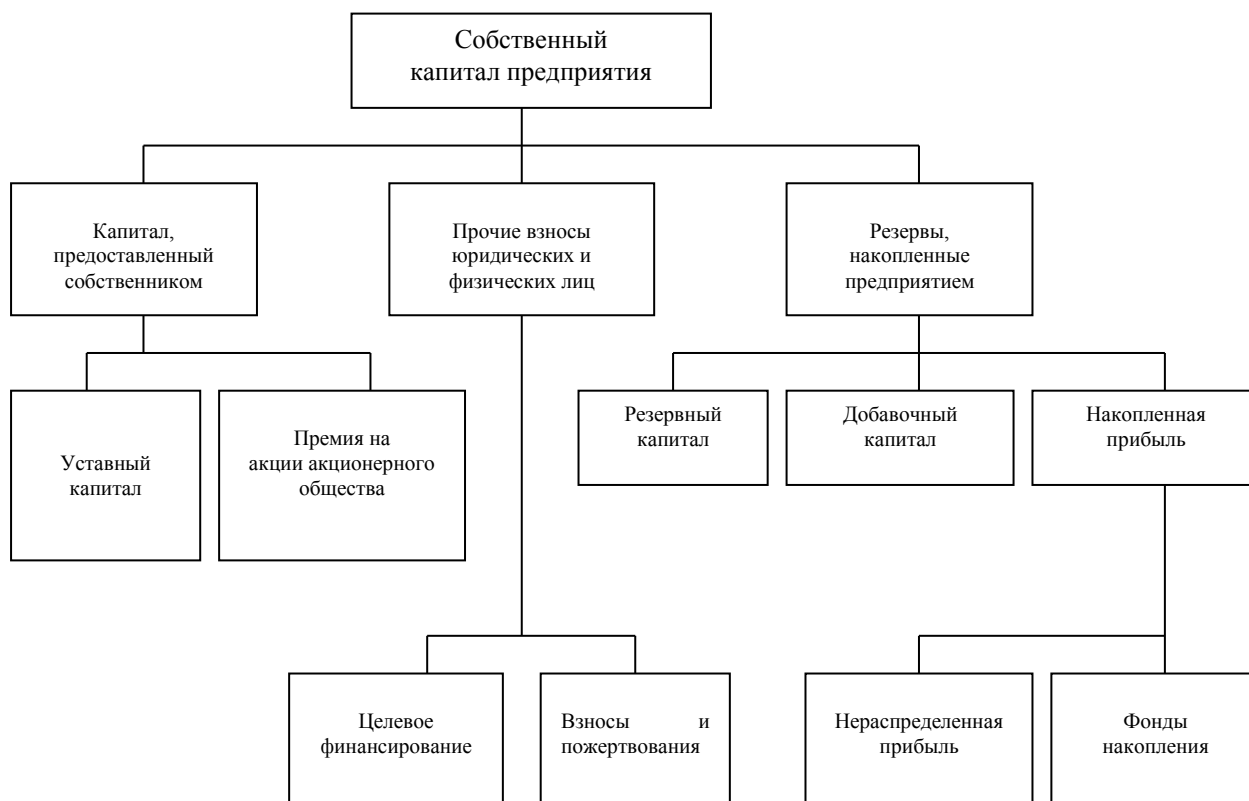 Собственный
капитал предприятия
Капитал,
предоставленный
собственником
Прочие взносы
юридических и
физических лиц
Резервы,
накопленные
предприятием
Уставный
капитал
Премия на
акции акционерного
общества
Резервный
капитал
Добавочный
капитал
Накопленная
прибыль
Целевое
финансирование
Взносы и
пожертвования
Нераспределенная
прибыль
Фонды
накопления